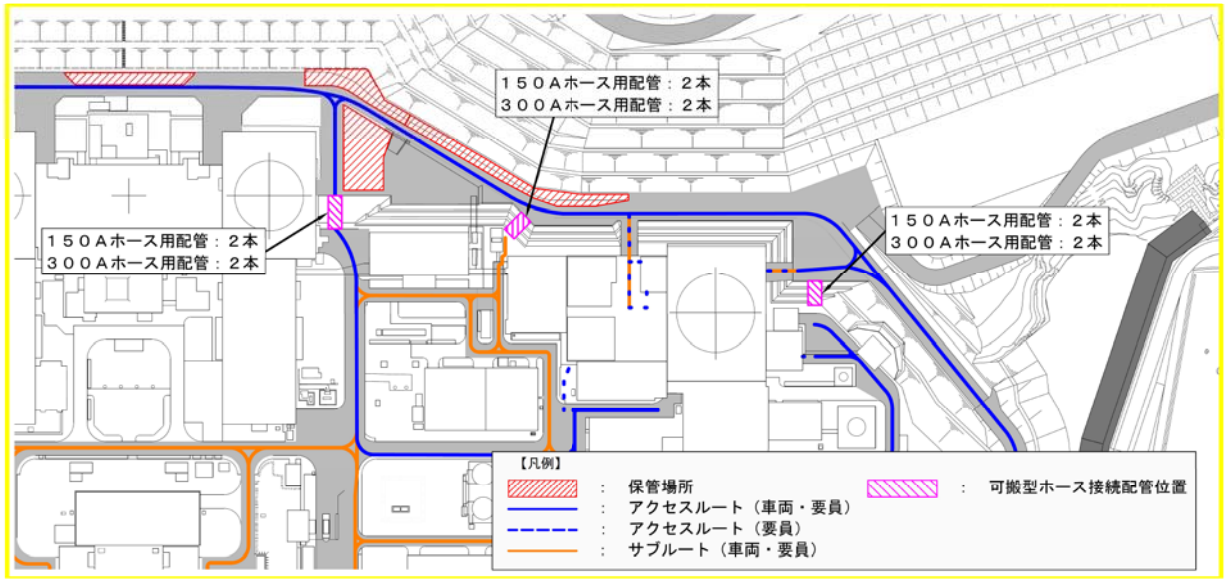 150Aホース用配管:2本
300Aホース用配管:2本
150Aホース用配管:2本
300Aホース用配管:2本
150Aホース用配管:2本
300Aホース用配管:2本
【凡例】
: 保管場所
: アクセスルート(車両・要員)
: アクセスルート(要員)
: サブルート(車両・要員)
: 可搬型ホース接続配管位置